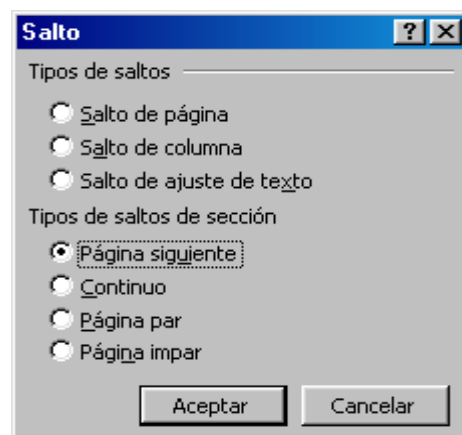 Salto
Tipos de saltos
Salto de página
Salto de columna
Salto de ajuste de texto
Tipos de saltos de sección
Página siguiente
Continuo
Página par
Página impar
Aceptar Cancelar